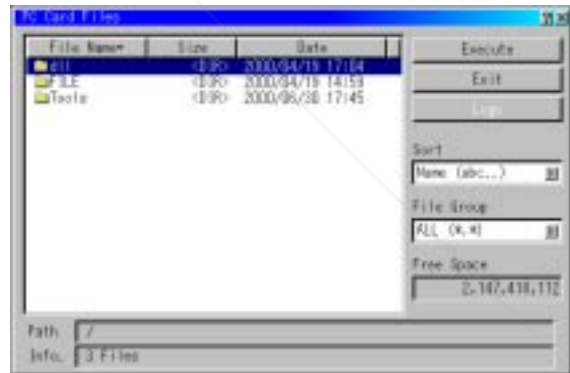 PC Card Files
File Name Size Date
dll <DIR> 2000/04/19 17:04
FILE <DIR> 2000/04/19 14:59
Tools <DIR> 2000/06/30 17:45
Execute
Exit
Logo
Sort
Name (abc..)
File Group
ALL (*.*)
Free Space
2,147,418,112
Path /
Info. 3 Files